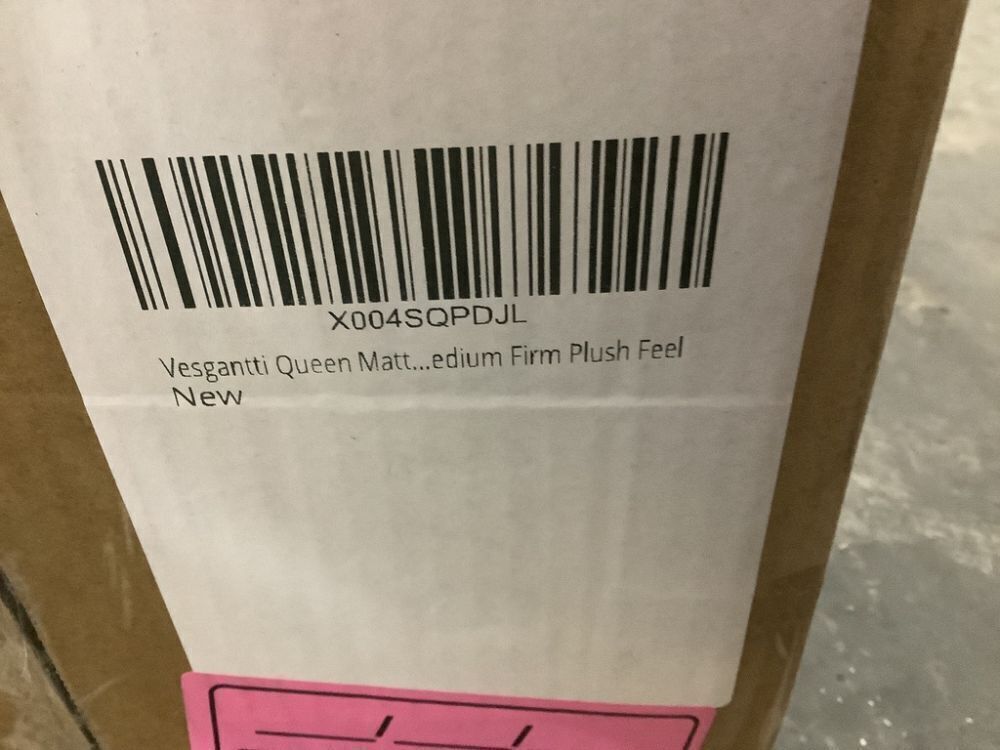 X004SQPDJL
Vesgantti Queen Matt...edium Firm Plush Feel
New